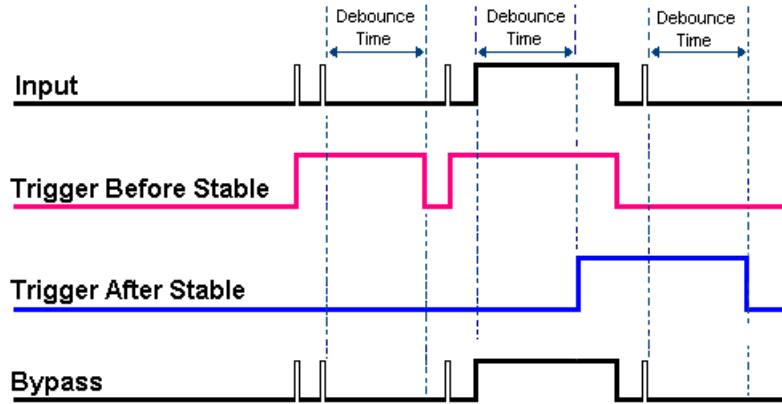 Debounce
Time
Debounce
Time
Debounce
Time
Input
Trigger Before Stable
Trigger After Stable
Bypass